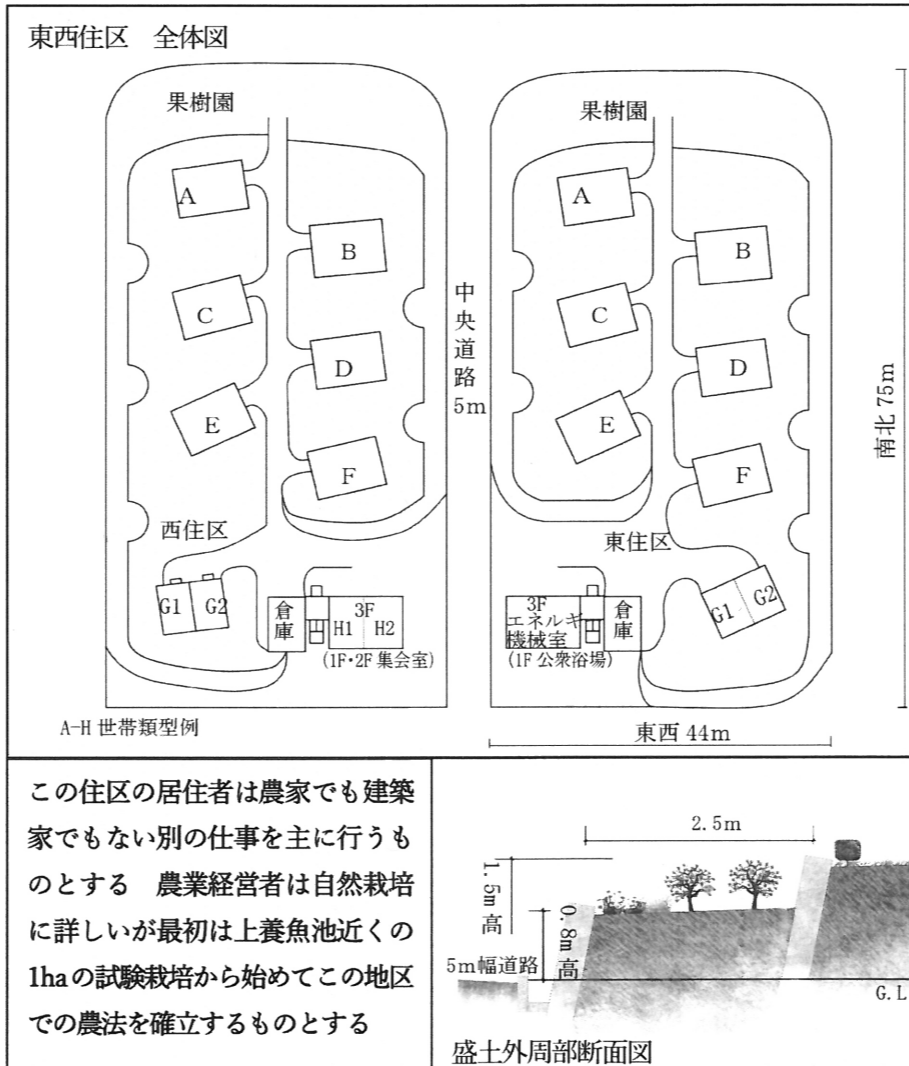 東西住区　全体図
果樹園
果樹園
A
A
B
B
C
C
D
D
E
E
F
F
中央道路5m
南北75m
西住区
東住区
G1
G2
倉庫
3F
H1
H2
(1F・2F 集会室)
3F
エネルギ
機械室
(1F 公衆浴場)
倉庫
G1
G2
A-H 世帯類型例
東西44m
この住区の居住者は農家でも建築
家でもない別の仕事を主に行うも
のとする　農業経営者は自然栽培
に詳しいが最初は上養魚池近くの
1haの試験栽培から始めてこの地区
での農法を確立するものとする
2.5m
1.5m高
0.8m高
5m幅道路
G.L
盛土外周部断面図